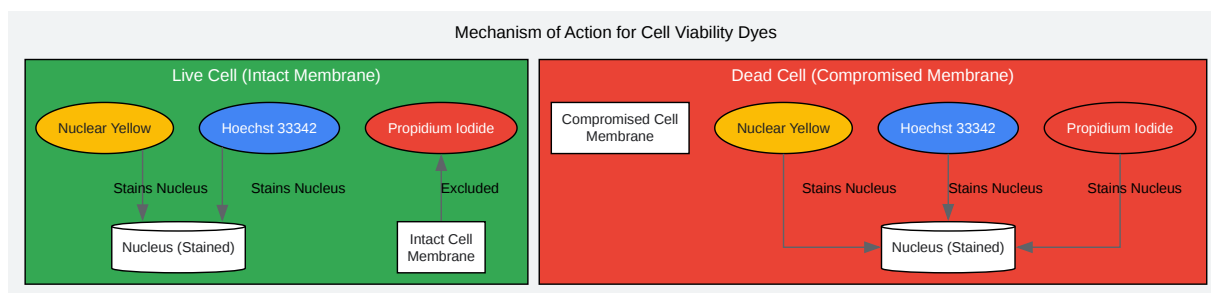 Mechanism of Action for Cell Viability Dyes
Live Cell (Intact Membrane)
Nuclear Yellow
Hoechst 33342
Propidium Iodide
Stains Nucleus
Stains Nucleus
Excluded
Nucleus (Stained)
Intact Cell
Membrane
Dead Cell (Compromised Membrane)
Compromised Cell
Membrane
Nuclear Yellow
Hoechst 33342
Propidium Iodide
Stains Nucleus
Stains Nucleus
Stains Nucleus
Nucleus (Stained)